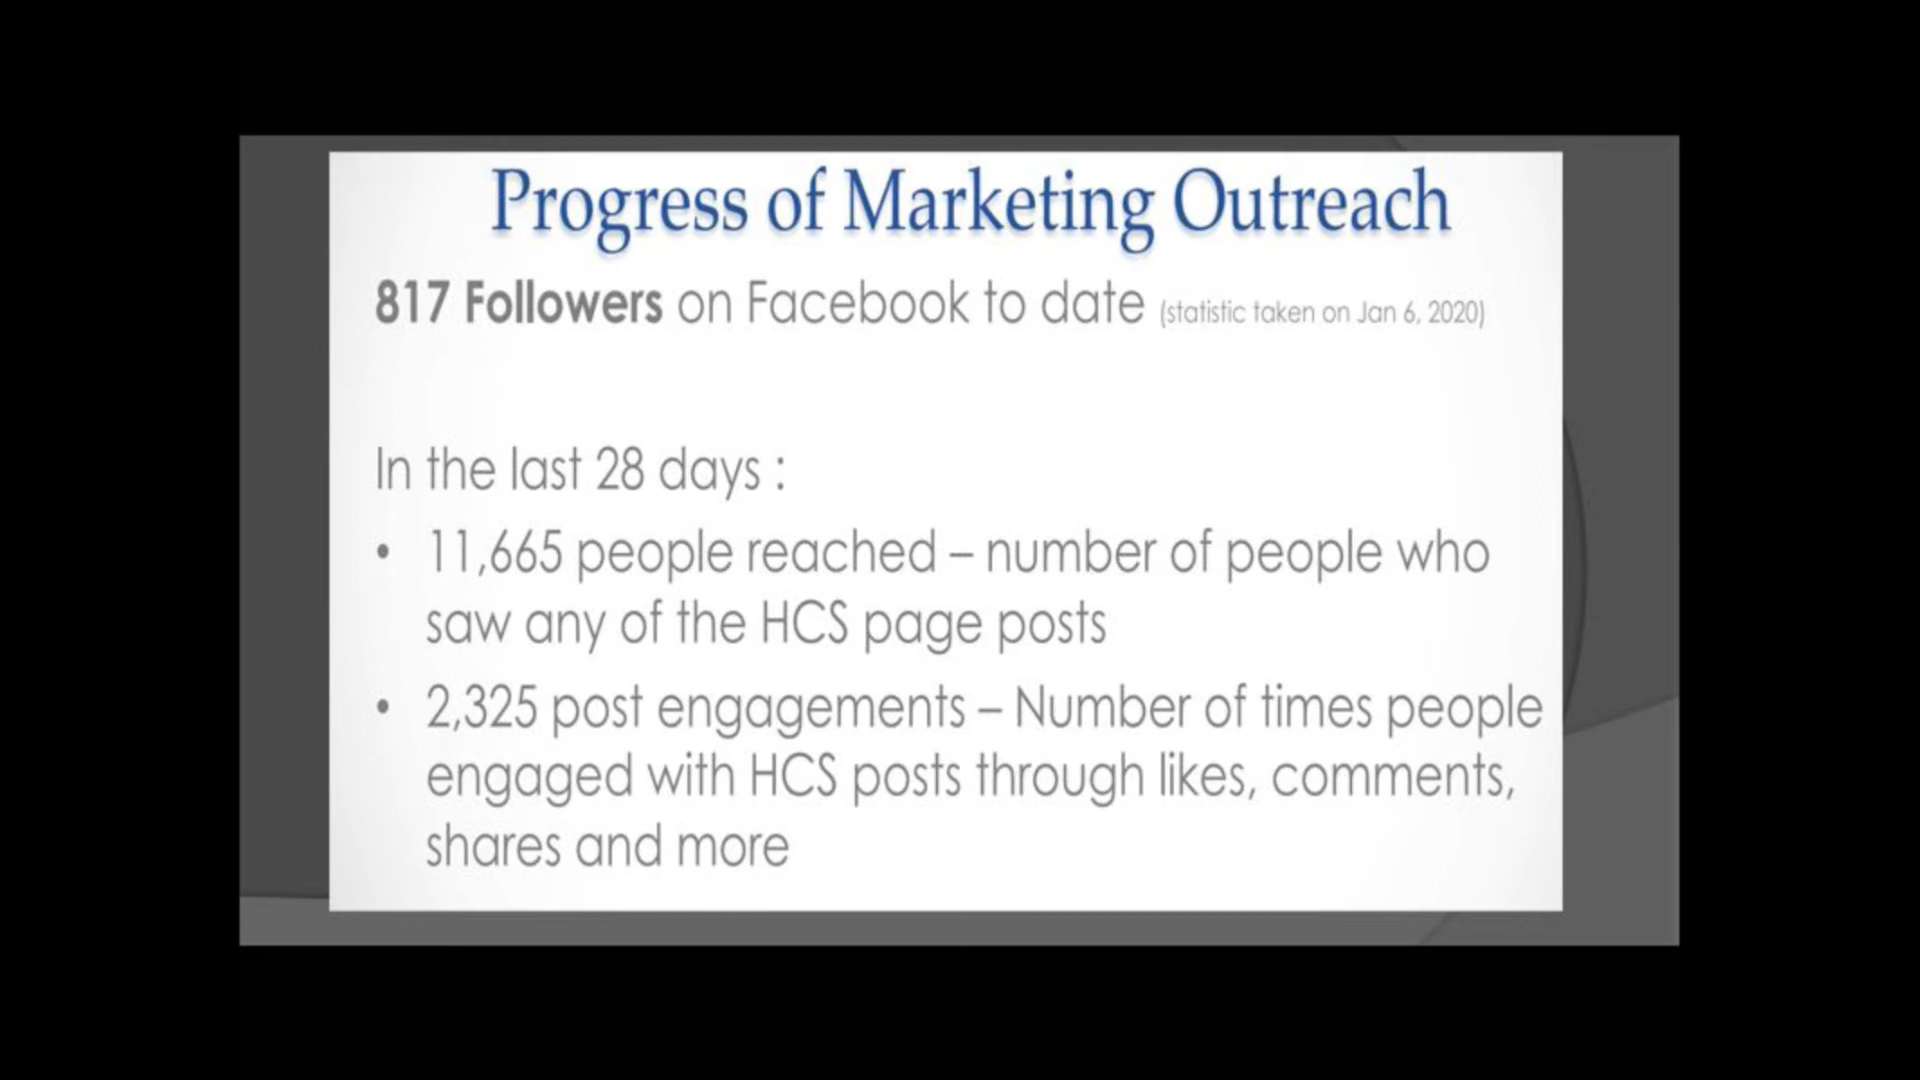 Progress of Marketing Outreach
817 Followers on Facebook to date (statistic taken on Jan 6, 2020)
In the last 28 days :
• 11,665 people reached – number of people who
saw any of the HCS page posts
• 2,325 post engagements – Number of times people
engaged with HCS posts through likes, comments,
shares and more